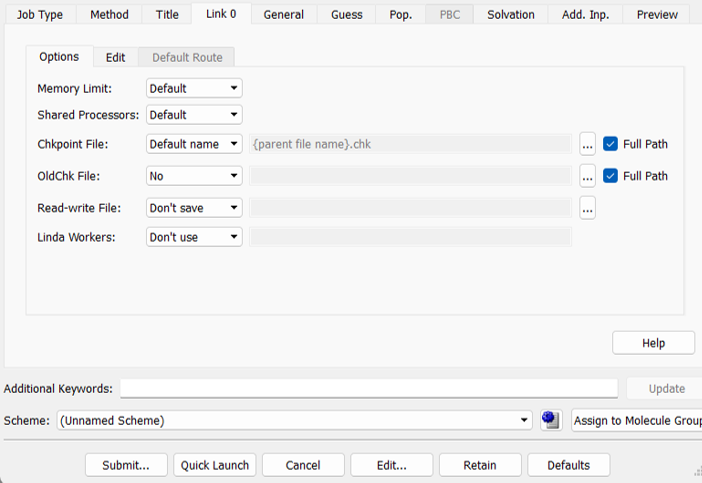 Job Type Method Title Link 0 General Guess Pop. PBC Solvation Add. Inp. Preview
Options Edit Default Route
Memory Limit: Default
Shared Processors: Default
Chkpoint File: Default name {parent file name}.chk ... Full Path
OldChk File: No ... Full Path
Read-write File: Don't save ...
Linda Workers: Don't use
Help
Additional Keywords: Update
Scheme: (Unnamed Scheme) Assign to Molecule Group
Submit... Quick Launch Cancel Edit... Retain Defaults